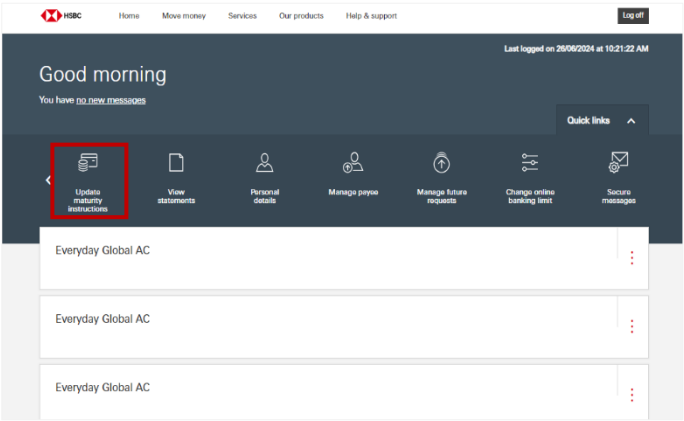 HSBC Home Move money Services Our products Help & support Log off
Last logged on 26/06/2024 at 10:21:22 AM
Good morning
You have no new messages
Quick links
Update maturity instructions
View statements
Personal details
Manage payee
Manage future requests
Change online banking limit
Secure messages
Everyday Global AC
Everyday Global AC
Everyday Global AC